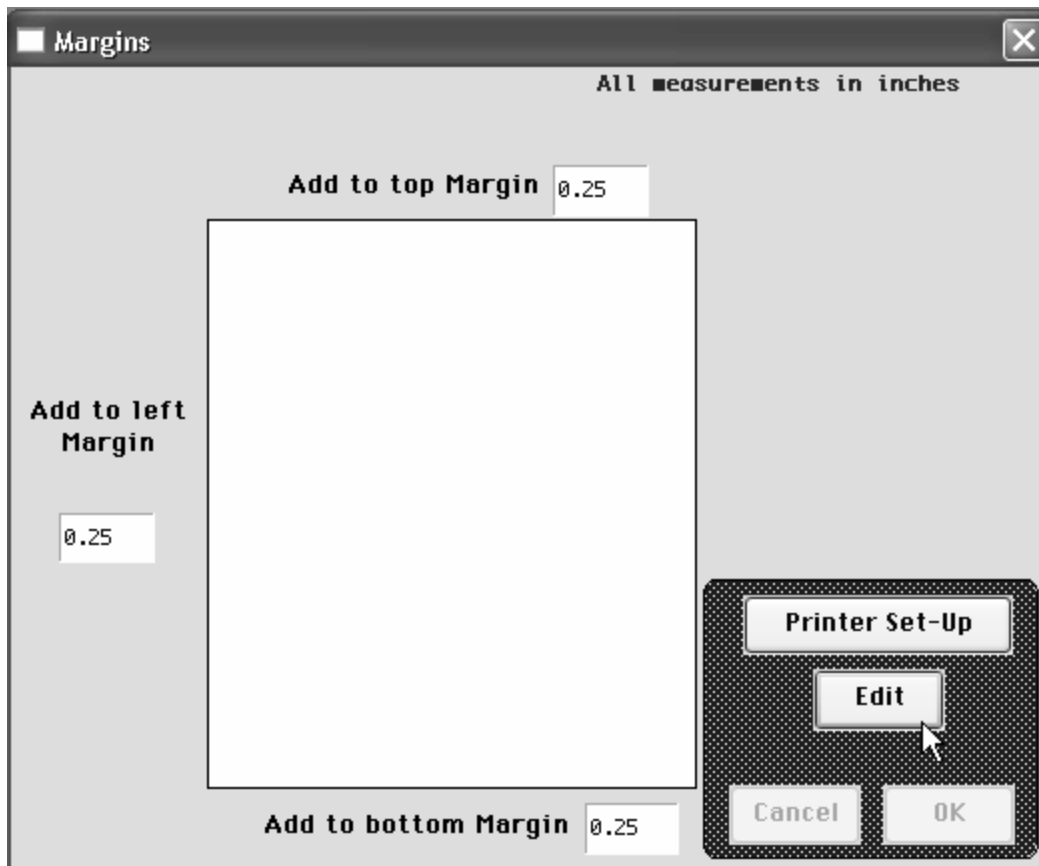 Margins
All measurements in inches
Add to top Margin 0.25
Add to left
Margin
0.25
Printer Set-Up
Edit
Cancel OK
Add to bottom Margin 0.25